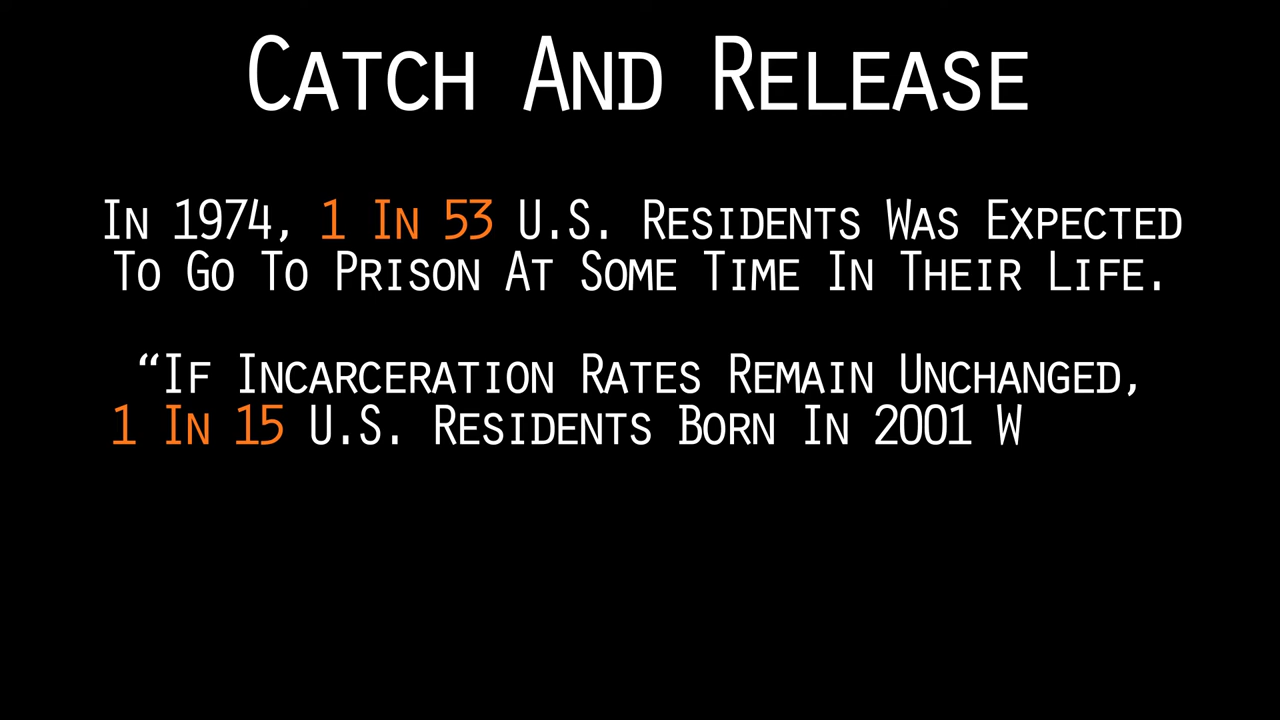 Catch And Release
In 1974, 1 In 53 U.S. Residents Was Expected
To Go To Prison At Some Time In Their Life.
“If Incarceration Rates Remain Unchanged,
1 In 15 U.S. Residents Born In 2001 W